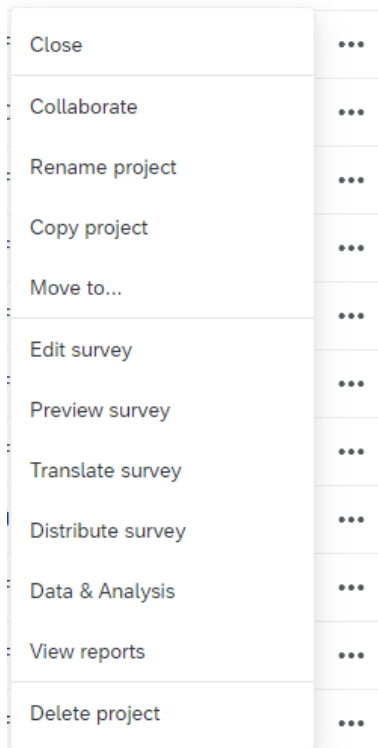 Close
Collaborate
Rename project
Copy project
Move to...
Edit survey
Preview survey
Translate survey
Distribute survey
Data & Analysis
View reports
Delete project